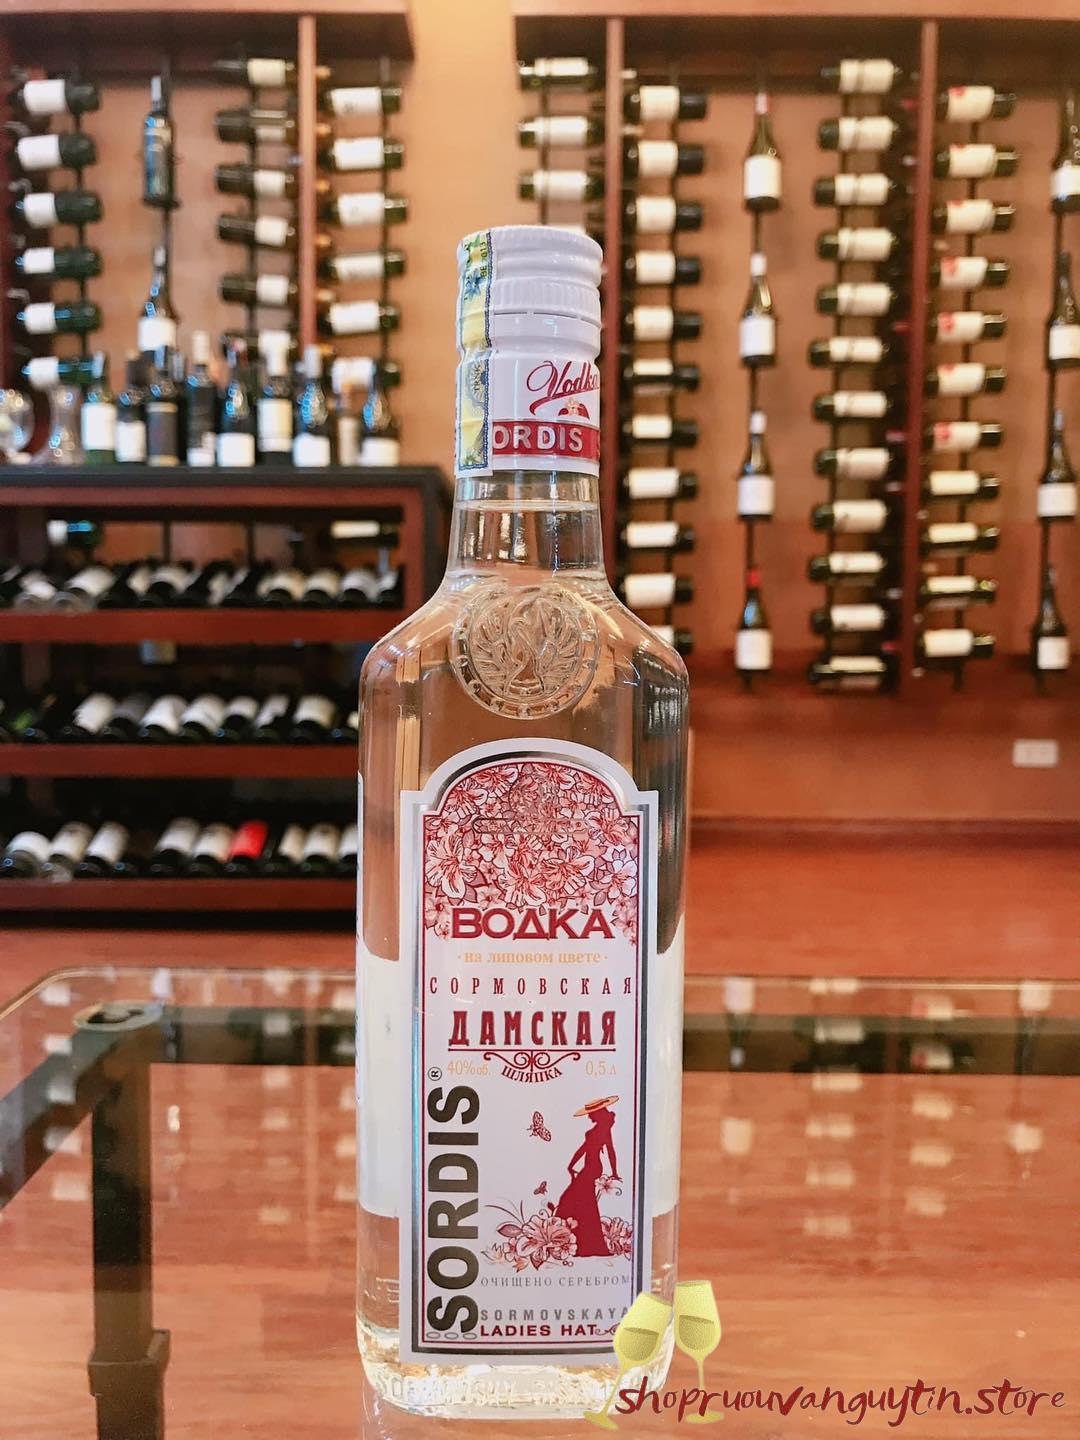 Vodka
ORDIS
ВОДКА
·на липовом цвете·
СОРМОВСКАЯ
ДАМСКАЯ
40%об. ШЛЯПКА 0,5 л
SORDIS®
ОЧИЩЕНО СЕРЕБРОМ
SORMOVSKAYA
LADIES HAT
shopruouvanguytin.store